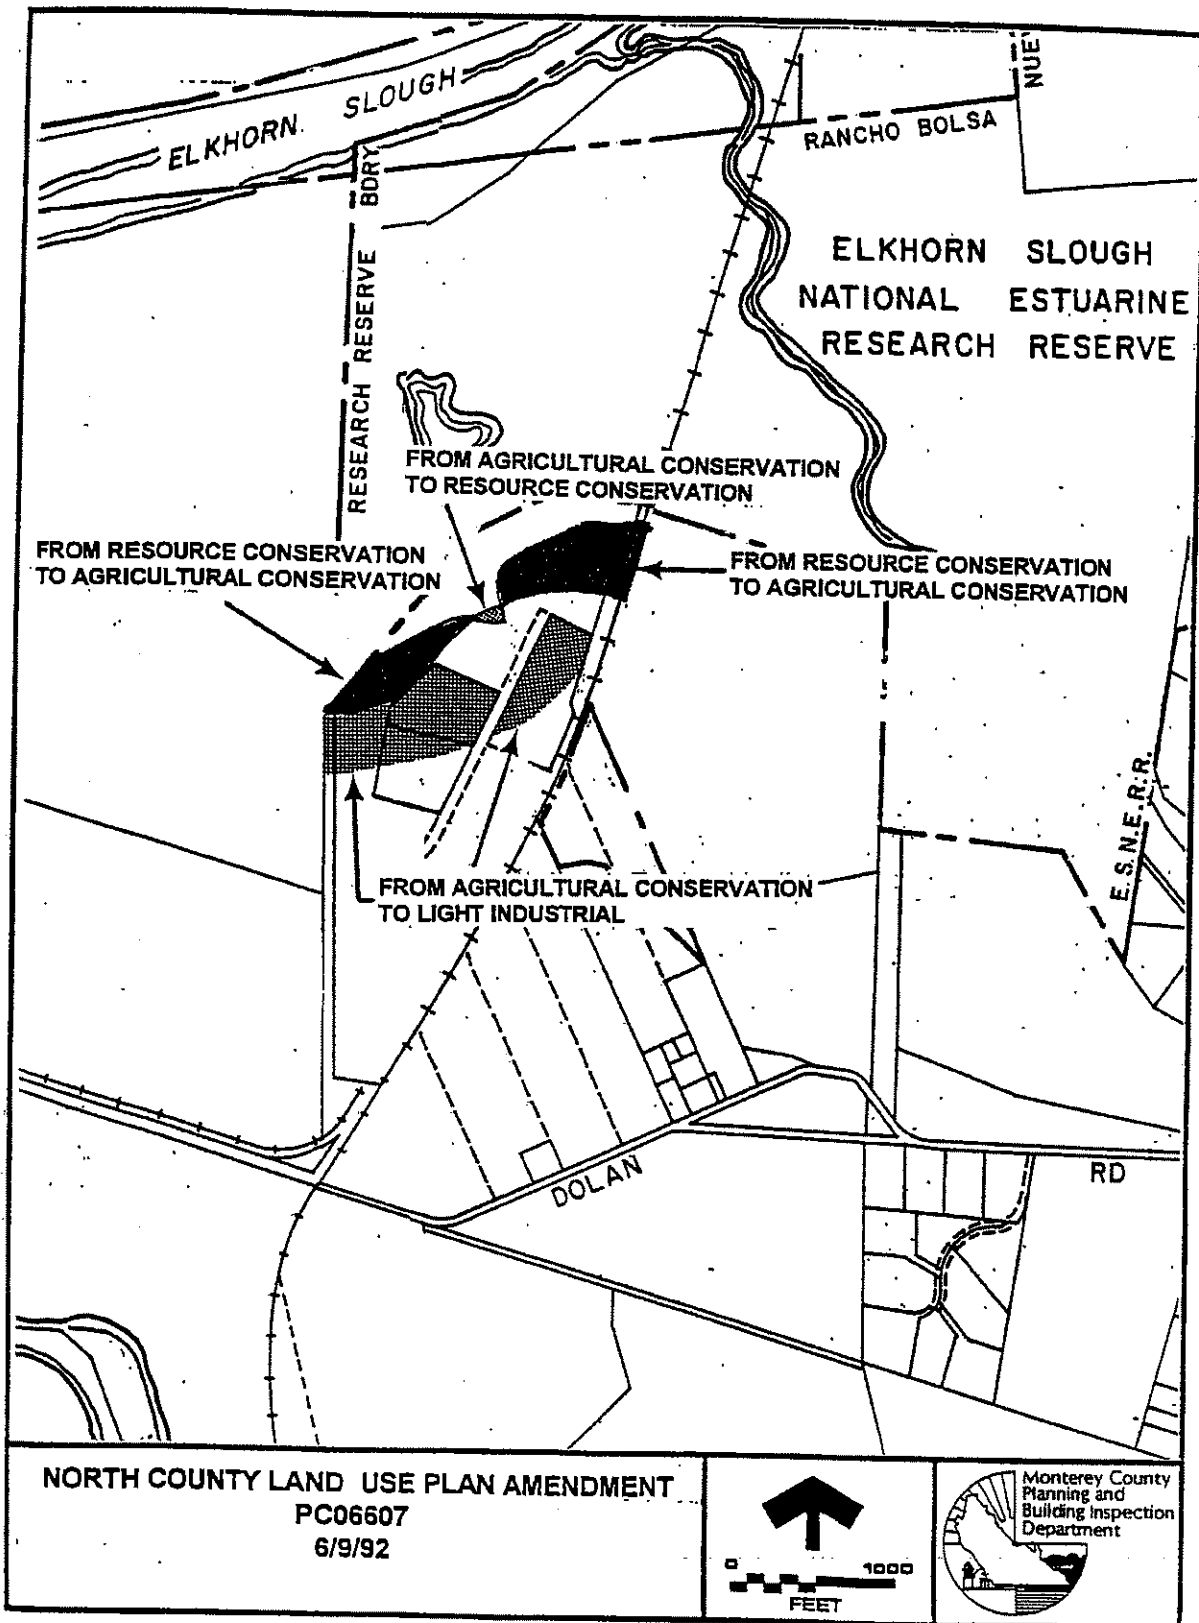 ELKHORN SLOUGH
NUE
RANCHO BOLSA
RESEARCH RESERVE BDRY
ELKHORN SLOUGH
NATIONAL ESTUARINE
RESEARCH RESERVE
FROM AGRICULTURAL CONSERVATION
TO RESOURCE CONSERVATION
FROM RESOURCE CONSERVATION
TO AGRICULTURAL CONSERVATION
FROM RESOURCE CONSERVATION
TO AGRICULTURAL CONSERVATION
E.S.N.E.R.R.
FROM AGRICULTURAL CONSERVATION
TO LIGHT INDUSTRIAL
DOLAN RD
NORTH COUNTY LAND USE PLAN AMENDMENT
PC06607
6/9/92
0 1000
FEET
Monterey County
Planning and
Building Inspection
Department